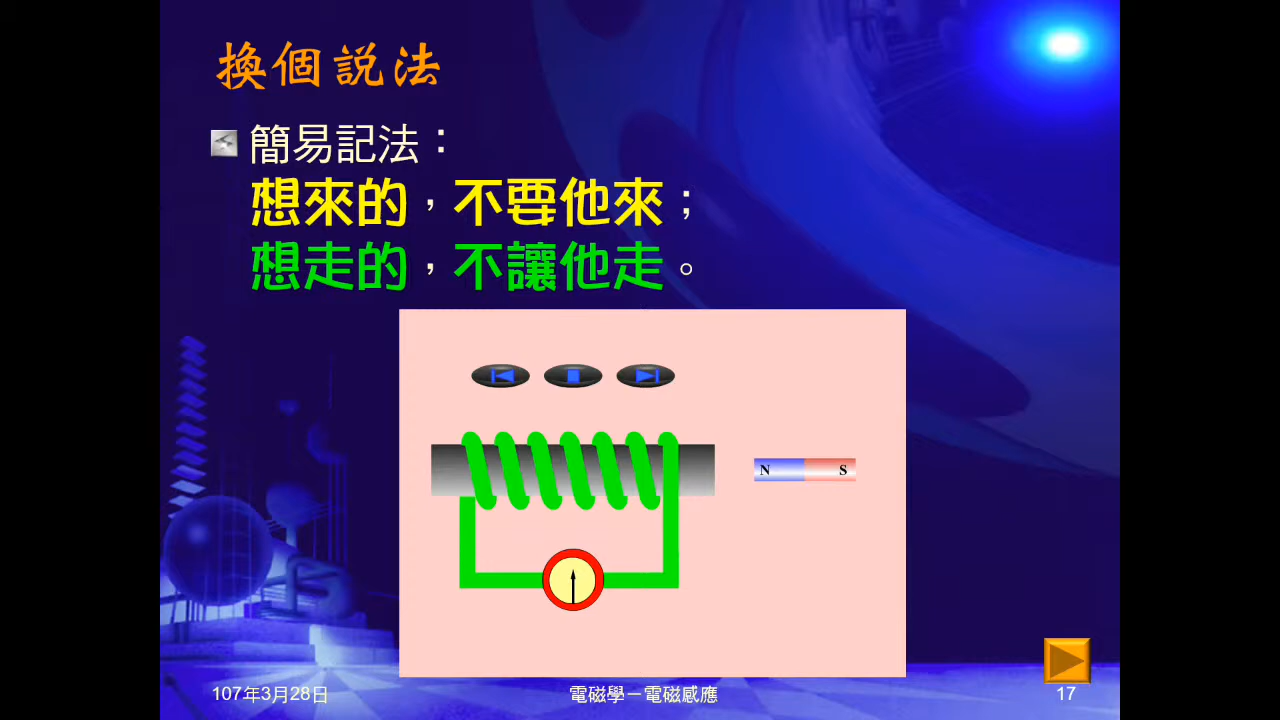 換個説法
簡易記法：
想來的，不要他來；
想走的，不讓他走。
N S
107年3月28日
電磁學－電磁感應
17